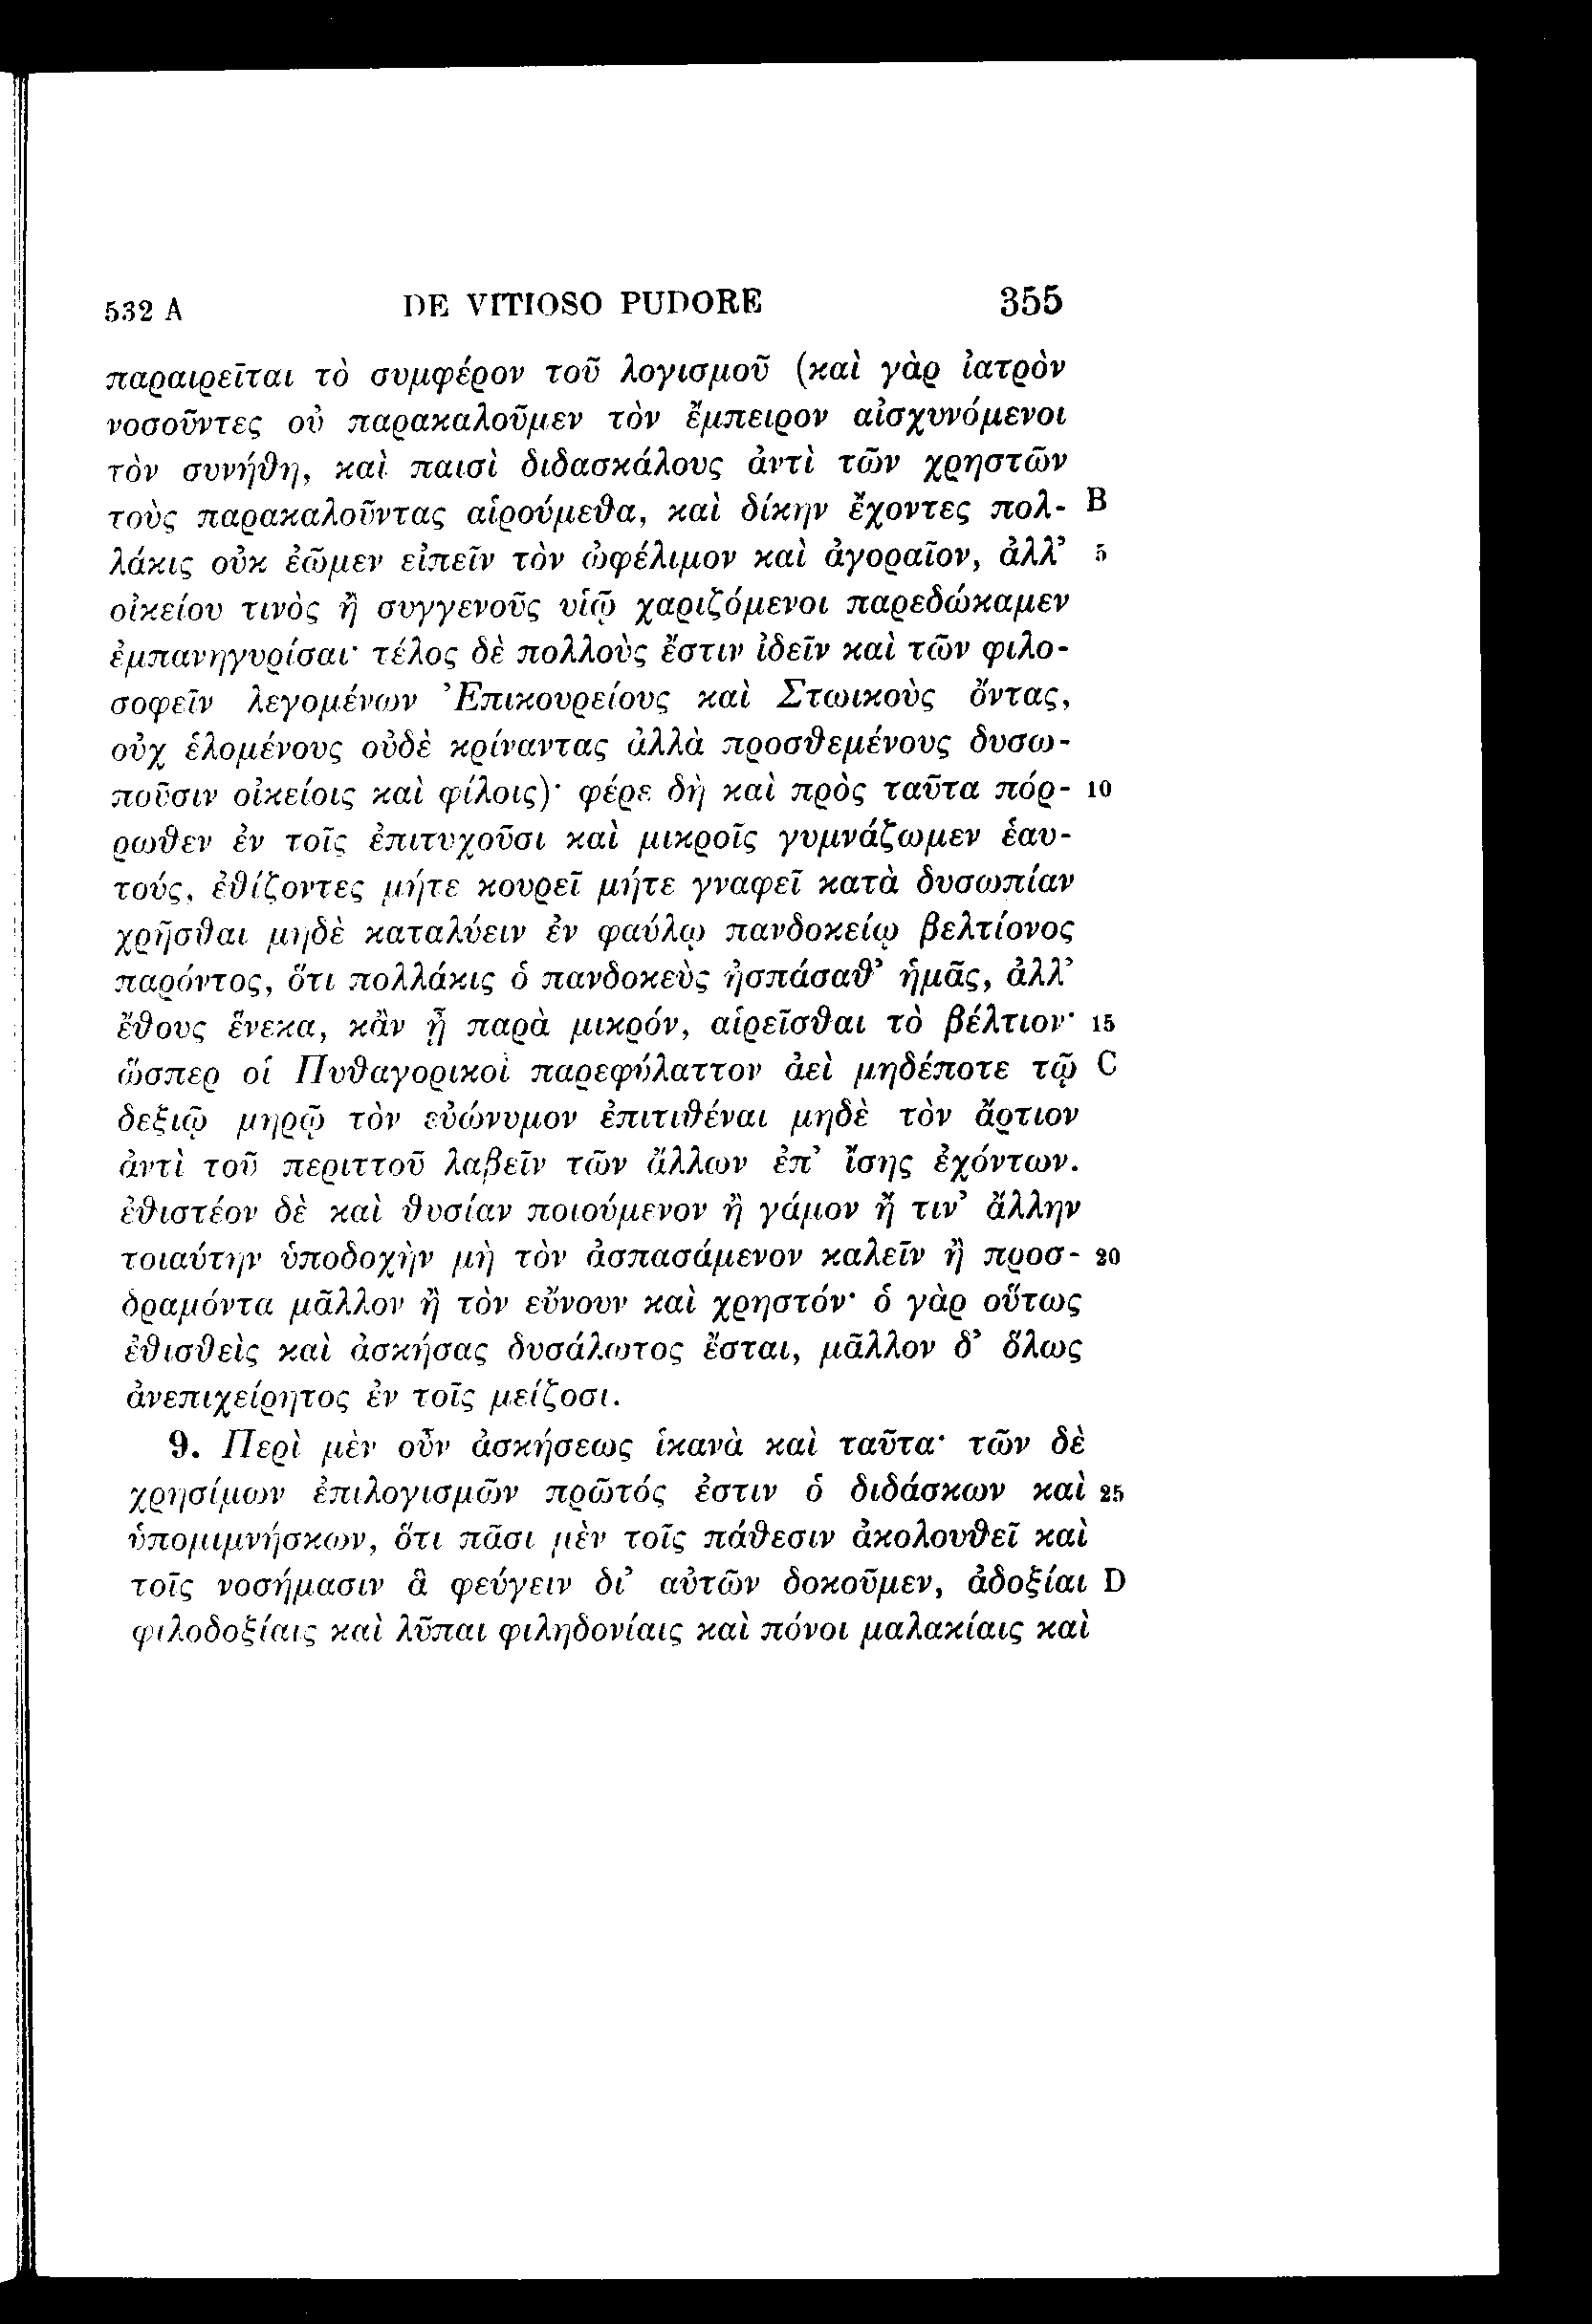 532 A DE VITIOSO PUDORE 355
παραιρεῖται τὸ συμφέρον τοῦ λογισμοῦ (καὶ γὰρ ἰατρὸν
νοσοῦντες οὐ παρακαλοῦμεν τὸν ἔμπειρον αἰσχυνόμενοι
τὸν συνήθη, καὶ παισὶ διδασκάλους ἀντὶ τῶν χρηστῶν
τοὺς παρακαλοῦντας αἱρούμεθα, καὶ δίκην ἔχοντες πολ- B
λάκις οὐκ ἐῶμεν εἰπεῖν τὸν ὠφέλιμον καὶ ἀγοραῖον, ἀλλ’ 5
οἰκείου τινὸς ἢ συγγενοῦς υἱῷ χαριζόμενοι παρεδώκαμεν
ἐμπανηγυρίσαι· τέλος δὲ πολλοὺς ἔστιν ἰδεῖν καὶ τῶν φιλο-
σοφεῖν λεγομένων Ἐπικουρείους καὶ Στωικοὺς ὄντας,
οὐχ ἑλομένους οὐδὲ κρίναντας ἀλλὰ προσθεμένους δυσω-
ποῦσιν οἰκείοις καὶ φίλοις)· φέρε δὴ καὶ πρὸς ταῦτα πόρ- 10
ρωθεν ἐν τοῖς ἐπιτυχοῦσι καὶ μικροῖς γυμνάζωμεν ἑαυ-
τούς, ἐθίζοντες μήτε κουρεῖ μήτε γναφεῖ κατὰ δυσωπίαν
χρῆσθαι μηδὲ καταλύειν ἐν φαύλῳ πανδοκείῳ βελτίονος
παρόντος, ὅτι πολλάκις ὁ πανδοκεὺς ἠσπάσαθ’ ἡμᾶς, ἀλλ’
ἔθους ἕνεκα, κἂν ᾖ παρὰ μικρόν, αἱρεῖσθαι τὸ βέλτιον· 15
ὥσπερ οἱ Πυθαγορικοὶ παρεφύλαττον ἀεὶ μηδέποτε τῷ C
δεξιῷ μηρῷ τὸν εὐώνυμον ἐπιτιθέναι μηδὲ τὸν ἄρτιον
ἀντὶ τοῦ περιττοῦ λαβεῖν τῶν ἄλλων ἐπ’ ἴσης ἐχόντων.
ἐθιστέον δὲ καὶ θυσίαν ποιούμενον ἢ γάμον ἤ τιν’ ἄλλην
τοιαύτην ὑποδοχὴν μὴ τὸν ἀσπασάμενον καλεῖν ἢ προσ- 20
δραμόντα μᾶλλον ἢ τὸν εὔνουν καὶ χρηστόν· ὁ γὰρ οὕτως
ἐθισθεὶς καὶ ἀσκήσας δυσάλωτος ἔσται, μᾶλλον δ’ ὅλως
ἀνεπιχείρητος ἐν τοῖς μείζοσι.
9. Περὶ μὲν οὖν ἀσκήσεως ἱκανὰ καὶ ταῦτα· τῶν δὲ
χρησίμων ἐπιλογισμῶν πρῶτός ἐστιν ὁ διδάσκων καὶ 25
ὑπομιμνήσκων, ὅτι πᾶσι μὲν τοῖς πάθεσιν ἀκολουθεῖ καὶ
τοῖς νοσήμασιν ἃ φεύγειν δι’ αὐτῶν δοκοῦμεν, ἀδοξίαι D
φιλοδοξίαις καὶ λῦπαι φιληδονίαις καὶ πόνοι μαλακίαις καὶ